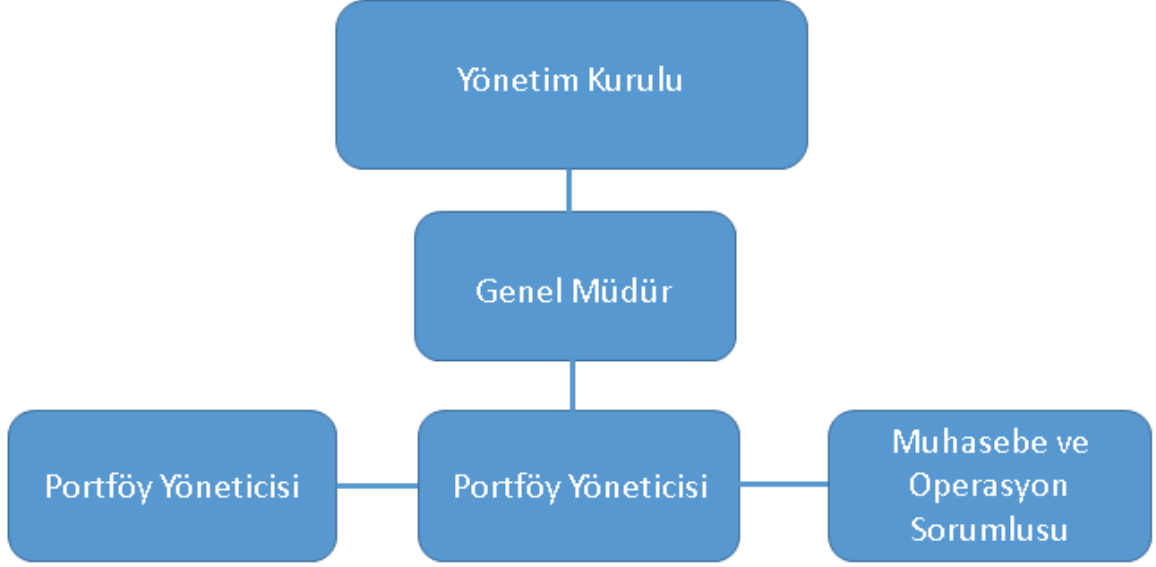 Yönetim Kurulu
Genel Müdür
Portföy Yöneticisi
Portföy Yöneticisi
Muhasebe ve
Operasyon
Sorumlusu